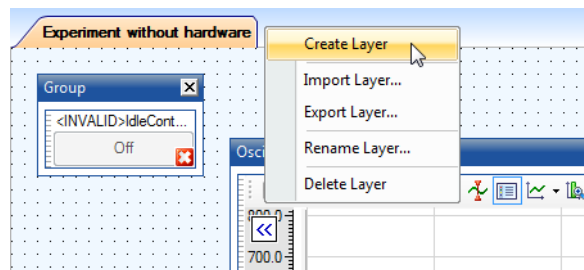 Experiment without hardware
Create Layer
Import Layer...
Export Layer...
Rename Layer...
Delete Layer
Group
<INVALID>IdleCont...
Off
Osci
800.0
700.0